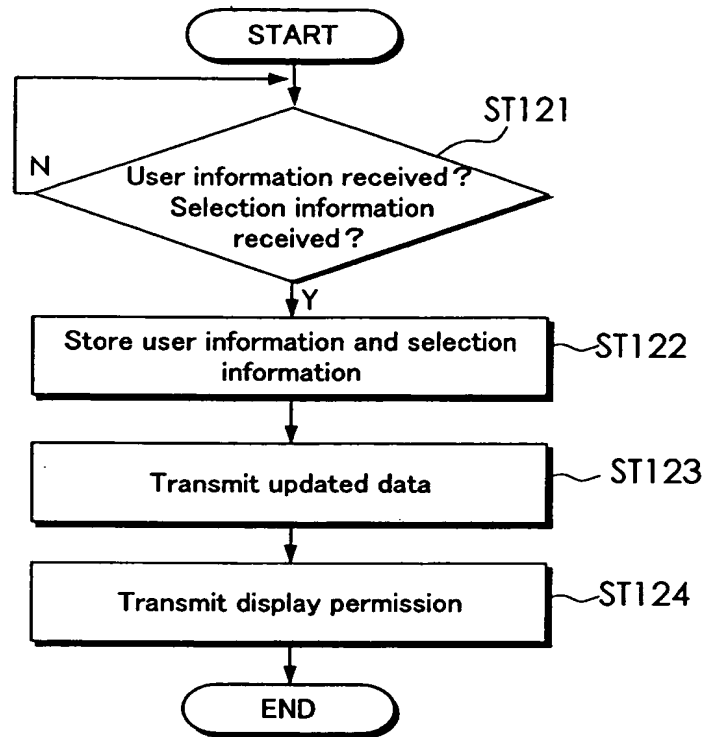 START
ST121
N
User information received?
Selection information
received?
Y
Store user information and selection
information
ST122
Transmit updated data
ST123
Transmit display permission
ST124
END